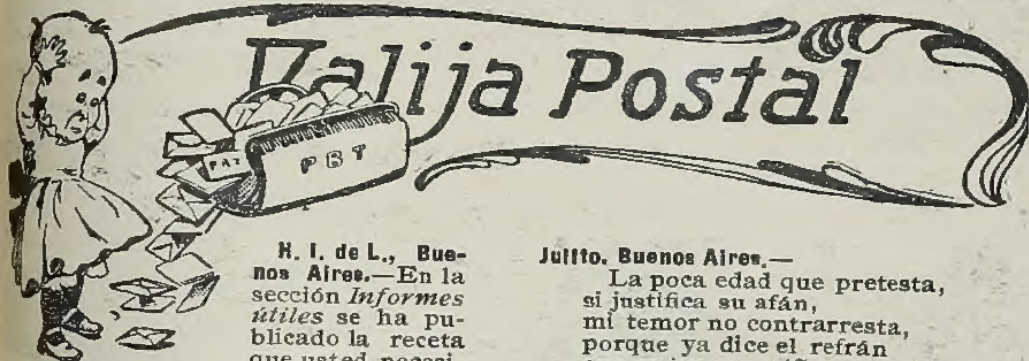 Valija Postal
PBT
PBT
H. I. de L., Bue-
nos Aires.—En la
sección Informes
útiles se ha pu-
blicado la receta
Julito. Buenos Aires.—
La poca edad que pretesta,
si justifica su afán,
mi temor no contrarresta,
porque ya dice el refrán